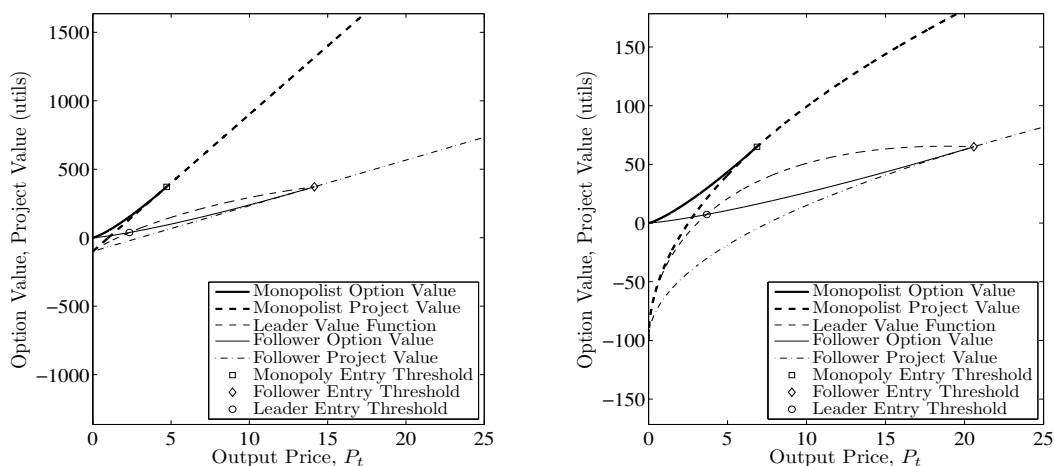 Option Value, Project Value (utils)
1500
1000
500
0
−500
−1000
0
5
10
15
20
25
Output Price, P_t
Monopolist Option Value
Monopolist Project Value
Leader Value Function
Follower Option Value
Follower Project Value
Monopoly Entry Threshold
Follower Entry Threshold
Leader Entry Threshold
Option Value, Project Value (utils)
150
100
50
0
−50
−100
−150
0
5
10
15
20
25
Output Price, P_t
Monopolist Option Value
Monopolist Project Value
Leader Value Function
Follower Option Value
Follower Project Value
Monopoly Entry Threshold
Follower Entry Threshold
Leader Entry Threshold